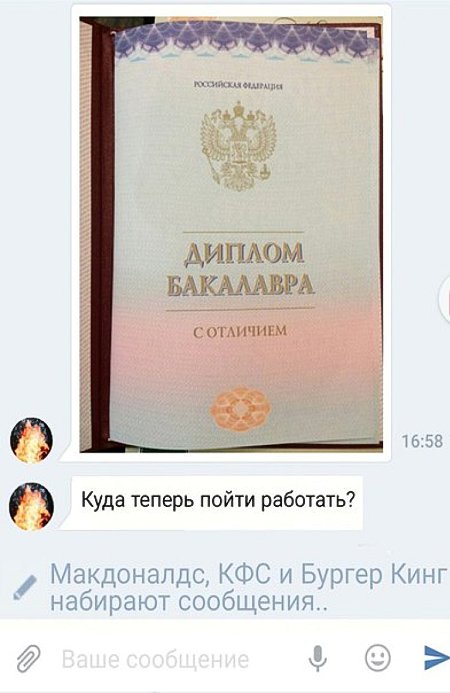 РОССИЙСКАЯ ФЕДЕРАЦИЯ
ДИПЛОМ
БАКАЛАВРА
С ОТЛИЧИЕМ
16:58
Куда теперь пойти работать?
Макдоналдс, КФС и Бургер Кинг
набирают сообщения..
Ваше сообщение